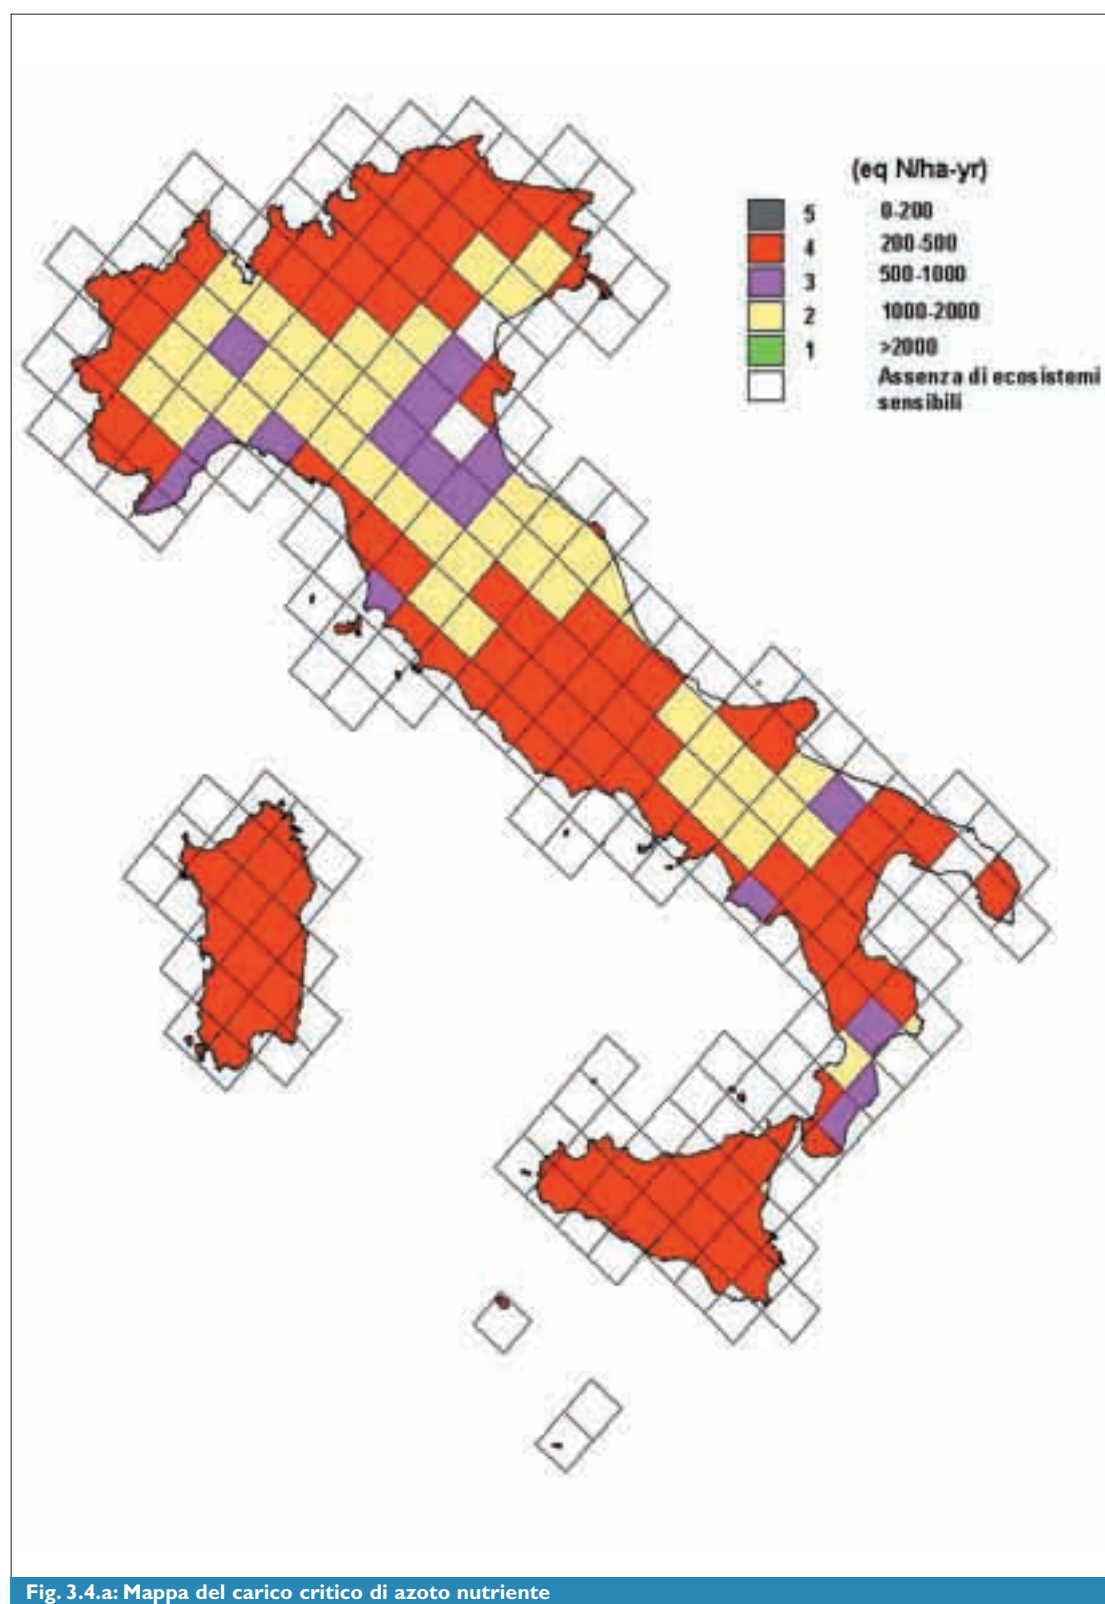 (eq N/ha-yr)
5 0-200
4 200-500
3 500-1000
2 1000-2000
1 >2000
Assenza di ecosistemi
sensibili
Fig. 3.4.a: Mappa del carico critico di azoto nutriente